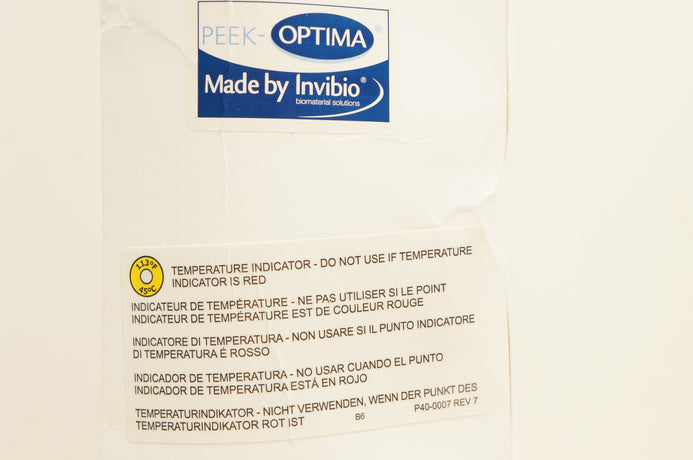 PEEK-OPTIMA®
Made by Invibio®
biomaterial solutions
113°F
45°C
TEMPERATURE INDICATOR - DO NOT USE IF TEMPERATURE
INDICATOR IS RED
INDICATEUR DE TEMPÉRATURE - NE PAS UTILISER SI LE POINT
INDICATEUR DE TEMPÉRATURE EST DE COULEUR ROUGE
INDICATORE DI TEMPERATURA - NON USARE SI IL PUNTO INDICATORE
DI TEMPERATURA É ROSSO
INDICADOR DE TEMPERATURA - NO USAR CUANDO EL PUNTO
INDICADOR DE TEMPERATURA ESTÁ EN ROJO
TEMPERATURINDIKATOR - NICHT VERWENDEN, WENN DER PUNKT DES
TEMPERATURINDIKATOR ROT IST B6 P40-0007 REV 7